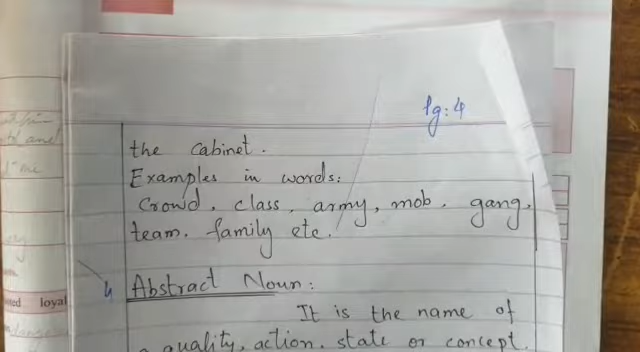 Pg: 4
the cabinet.
Examples in words:
Crowd, class, army, mob, gang,
team, family etc.
4 Abstract Noun:
It is the name of
a quality, action, state or concept.
loyal